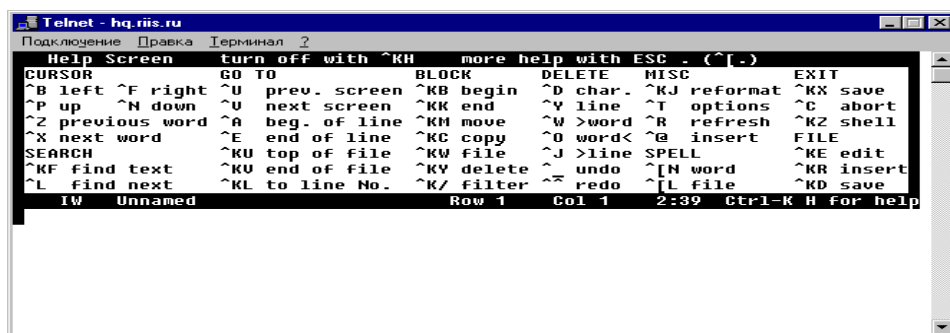 Telnet - hq.riis.ru
Подключение Правка Терминал ?
Help Screen turn off with ^KH more help with ESC . (^[.)
CURSOR GO TO BLOCK DELETE MISC EXIT
^B left ^F right ^U prev. screen ^KB begin ^D char. ^KJ reformat ^KX save
^P up ^N down ^V next screen ^KK end ^Y line ^T options ^C abort
^Z previous word ^A beg. of line ^KM move ^W >word ^R refresh ^KZ shell
^X next word ^E end of line ^KC copy ^O word< ^@ insert FILE
SEARCH ^KU top of file ^KW file ^J >line SPELL ^KE edit
^KF find text ^KV end of file ^KY delete ^_ undo ^[N word ^KR insert
^L find next ^KL to line No. ^K/ filter ^^ redo ^[L file ^KD save
IW Unnamed Row 1 Col 1 2:39 Ctrl-K H for help